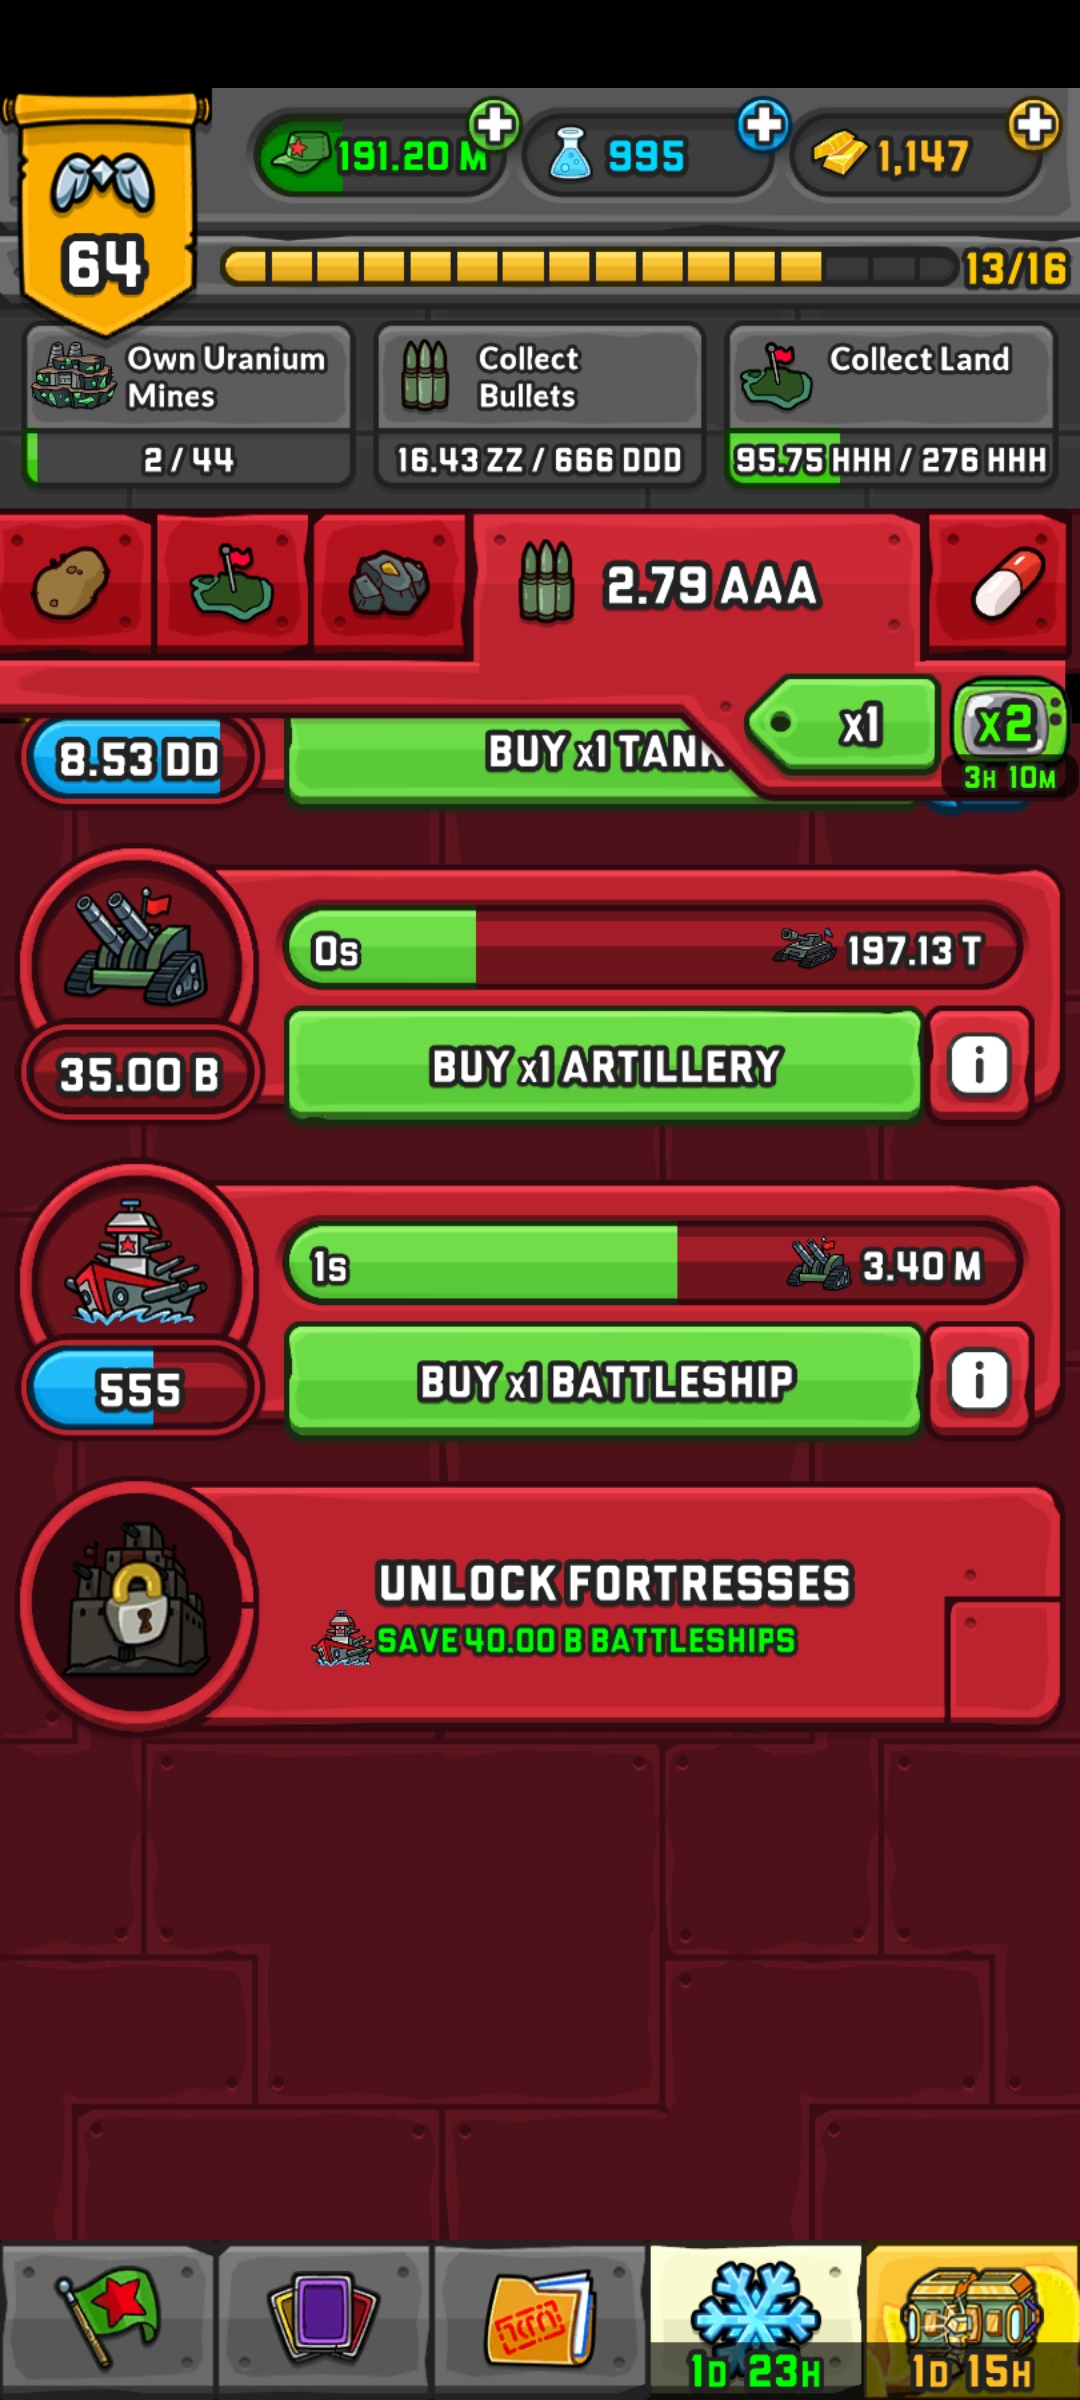 191.20 M
995
1,147
64
13/16
Own Uranium
Mines
2 / 44
Collect
Bullets
16.43 ZZ / 666 DDD
Collect Land
95.75 HHH / 276 HHH
2.79 AAA
x1
x2
3H 10M
8.53 DD
BUY x1 TANK
0s
197.13 T
35.00 B
BUY x1 ARTILLERY
i
1s
3.40 M
555
BUY x1 BATTLESHIP
i
UNLOCK FORTRESSES
SAVE 40.00 B BATTLESHIPS
1D 23H
1D 15H